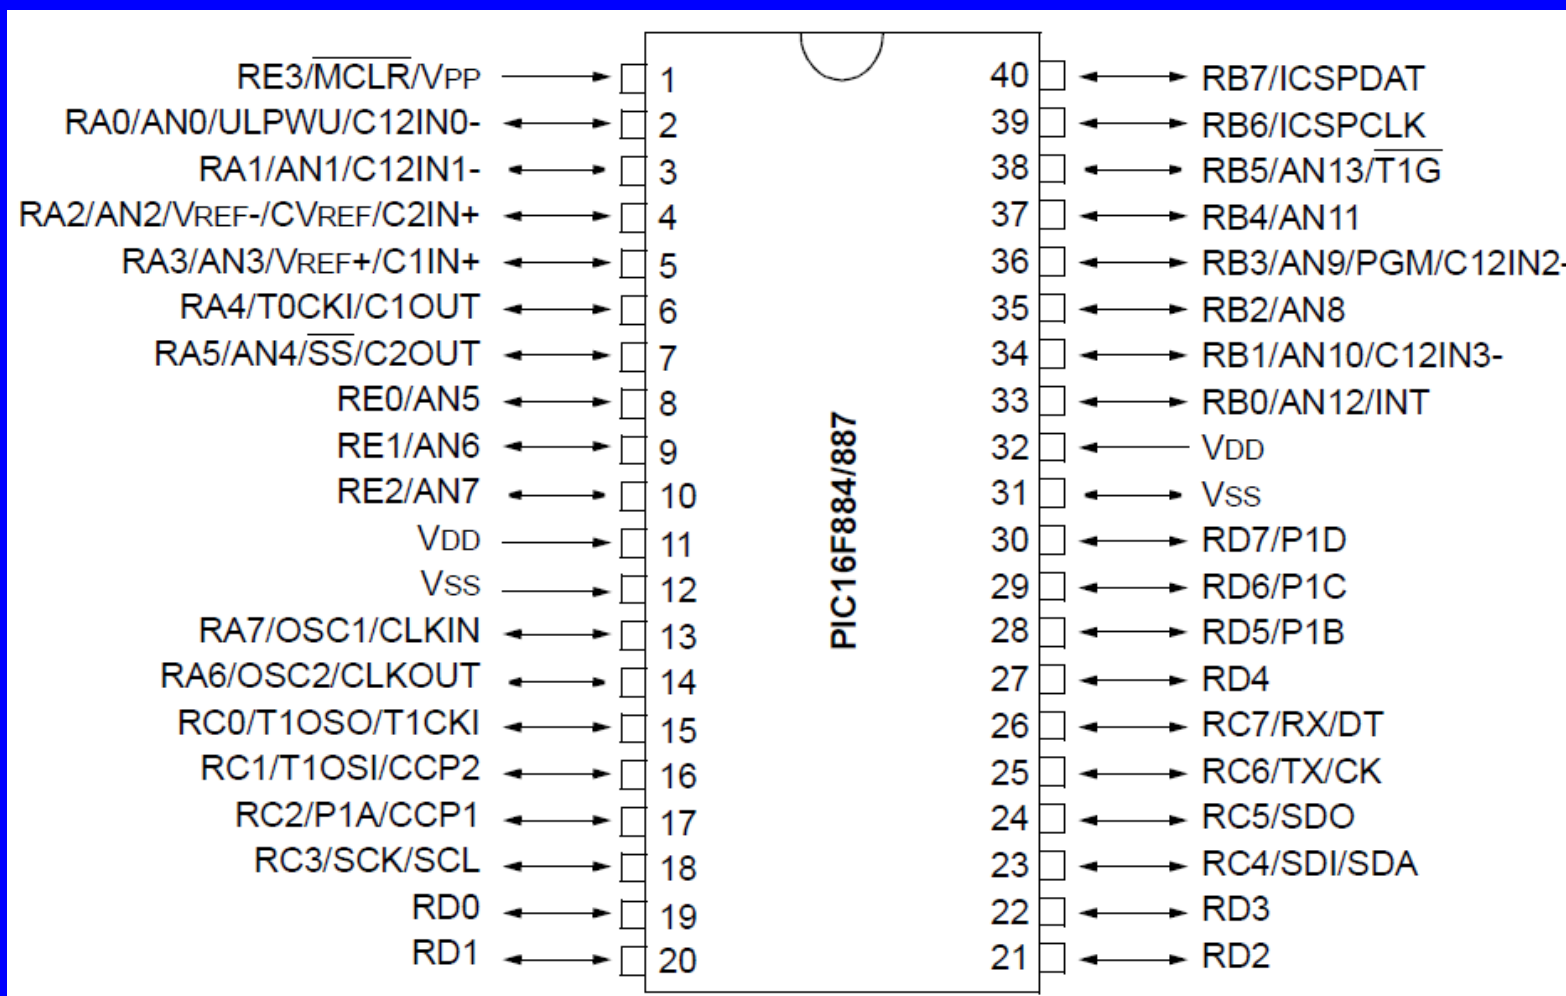 RE3/MCLR/VPP 1
RA0/AN0/ULPWU/C12IN0- 2
RA1/AN1/C12IN1- 3
RA2/AN2/VREF-/CVREF/C2IN+ 4
RA3/AN3/VREF+/C1IN+ 5
RA4/T0CKI/C1OUT 6
RA5/AN4/SS/C2OUT 7
RE0/AN5 8
RE1/AN6 9
RE2/AN7 10
VDD 11
VSS 12
RA7/OSC1/CLKIN 13
RA6/OSC2/CLKOUT 14
RC0/T1OSO/T1CKI 15
RC1/T1OSI/CCP2 16
RC2/P1A/CCP1 17
RC3/SCK/SCL 18
RD0 19
RD1 20
PIC16F884/887
40 RB7/ICSPDAT
39 RB6/ICSPCLK
38 RB5/AN13/T1G
37 RB4/AN11
36 RB3/AN9/PGM/C12IN2-
35 RB2/AN8
34 RB1/AN10/C12IN3-
33 RB0/AN12/INT
32 VDD
31 VSS
30 RD7/P1D
29 RD6/P1C
28 RD5/P1B
27 RD4
26 RC7/RX/DT
25 RC6/TX/CK
24 RC5/SDO
23 RC4/SDI/SDA
22 RD3
21 RD2